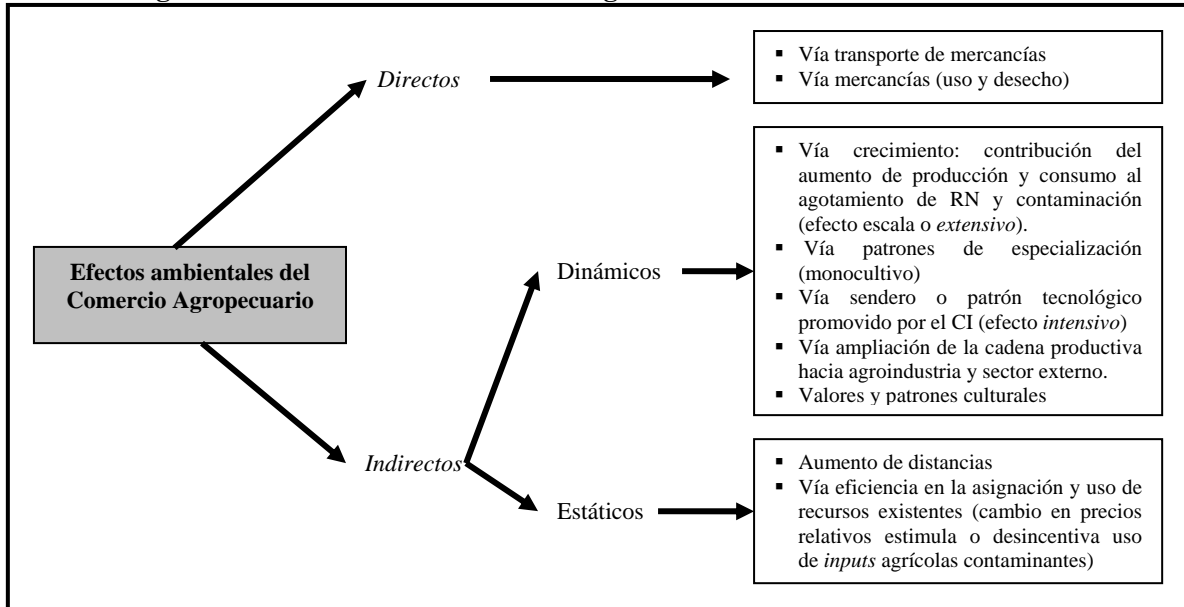 Directos
▪ Vía transporte de mercancías
▪ Vía mercancías (uso y desecho)
Efectos ambientales del
Comercio Agropecuario
Indirectos
Dinámicos
▪ Vía crecimiento: contribución del
aumento de producción y consumo al
agotamiento de RN y contaminación
(efecto escala o extensivo).
▪ Vía patrones de especialización
(monocultivo)
▪ Vía sendero o patrón tecnológico
promovido por el CI (efecto intensivo)
▪ Vía ampliación de la cadena productiva
hacia agroindustria y sector externo.
▪ Valores y patrones culturales
Estáticos
▪ Aumento de distancias
▪ Vía eficiencia en la asignación y uso de
recursos existentes (cambio en precios
relativos estimula o desincentiva uso
de inputs agrícolas contaminantes)